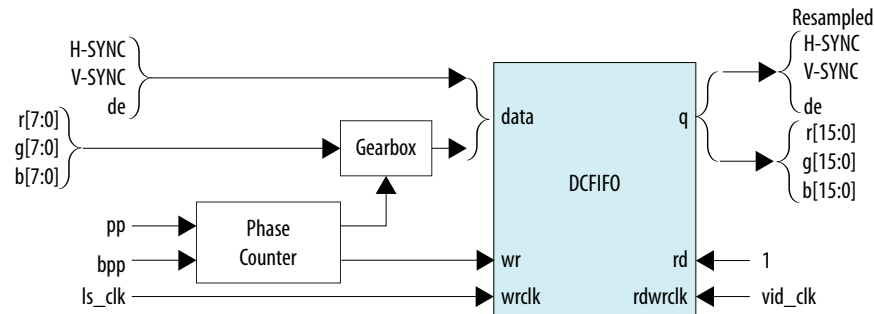 Resampled
H-SYNC
V-SYNC
de
r[7:0]
g[7:0]
b[7:0]
Gearbox
pp
bpp
Phase
Counter
ls_clk
data
q
DCFIFO
wr
rd
wrclk
rdwrclk
H-SYNC
V-SYNC
de
r[15:0]
g[15:0]
b[15:0]
1
vid_clk